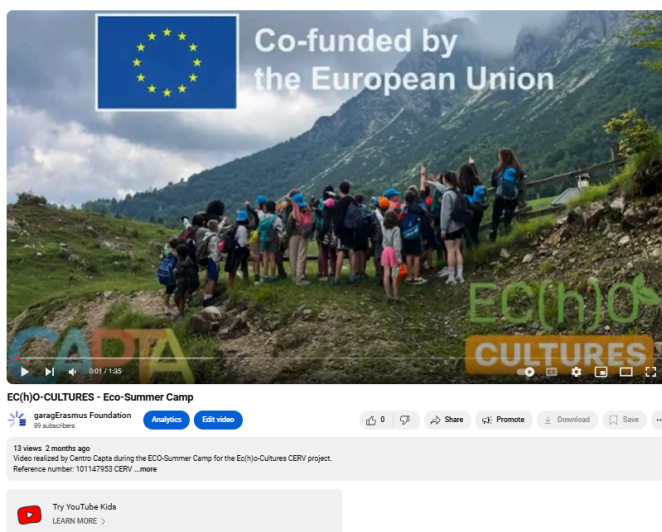 Co-funded by
the European Union
EC(h)O
CAPTA
CULTURES
0:01 / 1:35
CC
EC(h)O-CULTURES - Eco-Summer Camp
garagErasmus Foundation
89 subscribers
Analytics
Edit video
0
Share
Promote
Download
Save
13 views 2 months ago
Video realized by Centro Capta during the ECO-Summer Camp for the Ec(h)o-Cultures CERV project.
Reference number: 101147953 CERV ...more
Try YouTube Kids
LEARN MORE